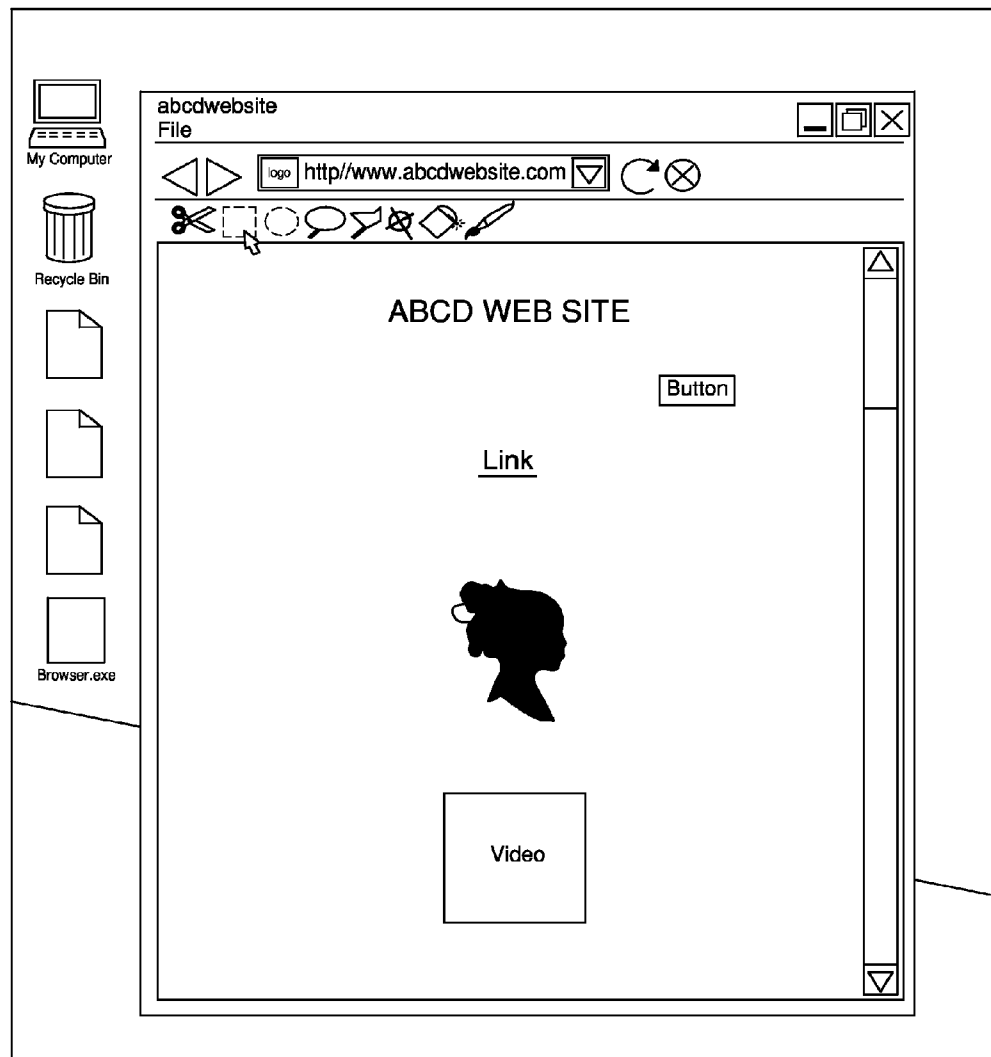 My Computer
Recycle Bin
Browser.exe
abcdwebsite
File
logo http//www.abcdwebsite.com
ABCD WEB SITE
Button
Link
Video